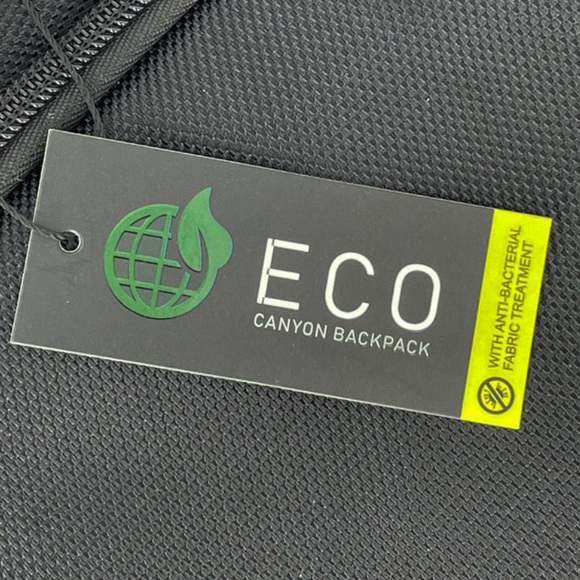 ECO
CANYON BACKPACK
WITH ANTI-BACTERIAL
FABRIC TREATMENT